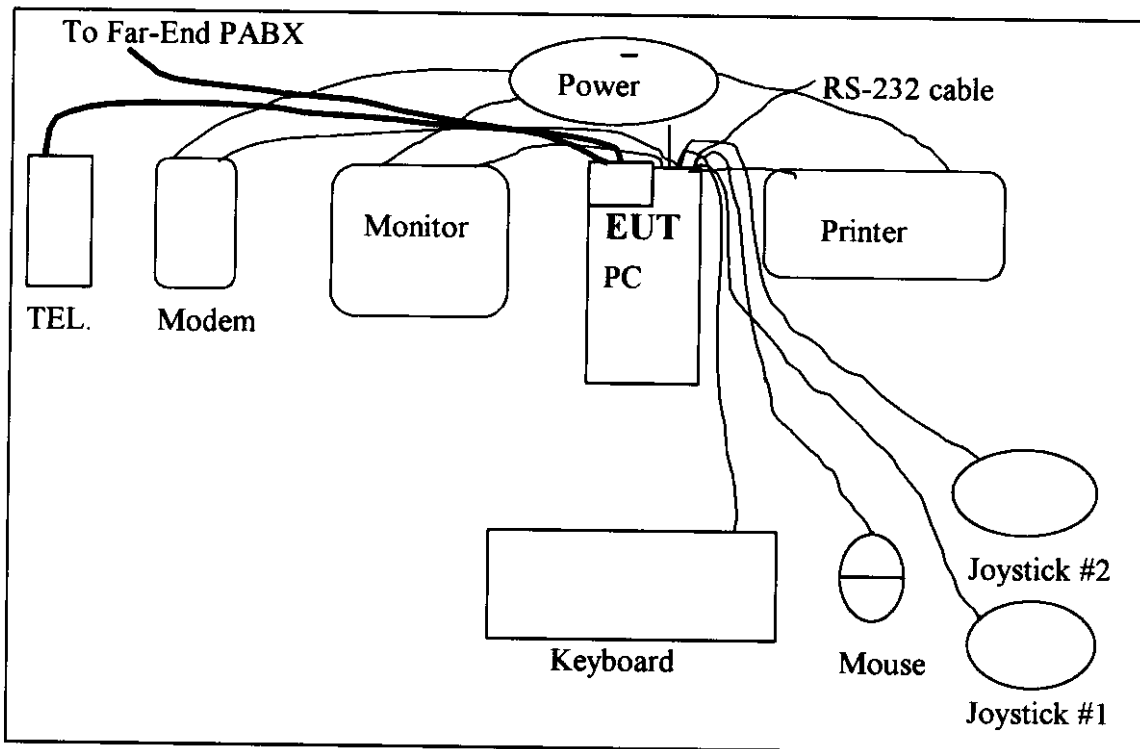 To Far-End PABX
Power
RS-232 cable
Monitor
EUT
PC
Printer
TEL.
Modem
Joystick #2
Keyboard
Mouse
Joystick #1